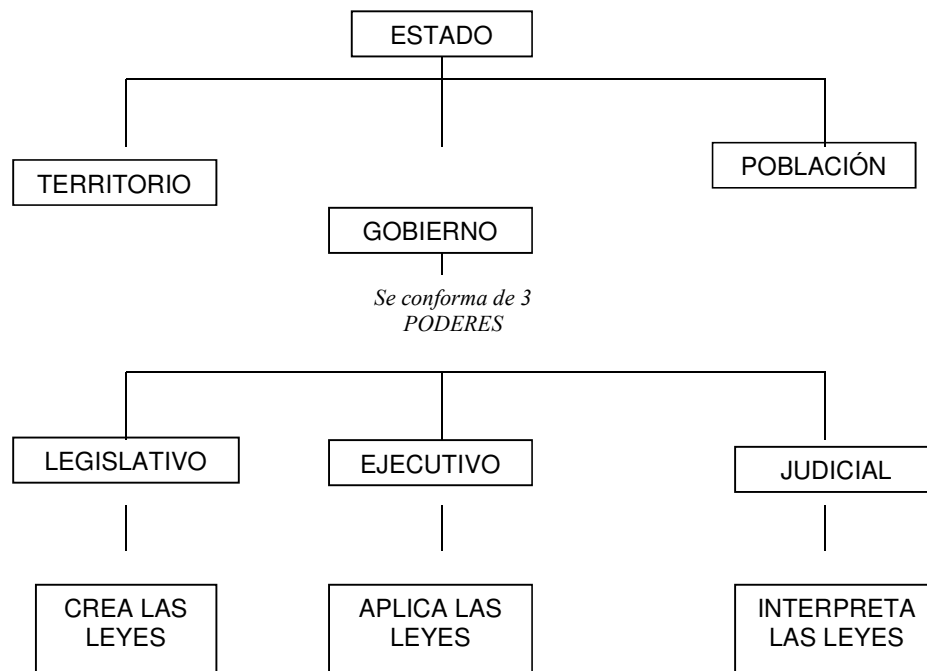 ESTADO
TERRITORIO
POBLACIÓN
GOBIERNO
Se conforma de 3
PODERES
LEGISLATIVO
EJECUTIVO
JUDICIAL
CREA LAS
LEYES
APLICA LAS
LEYES
INTERPRETA
LAS LEYES